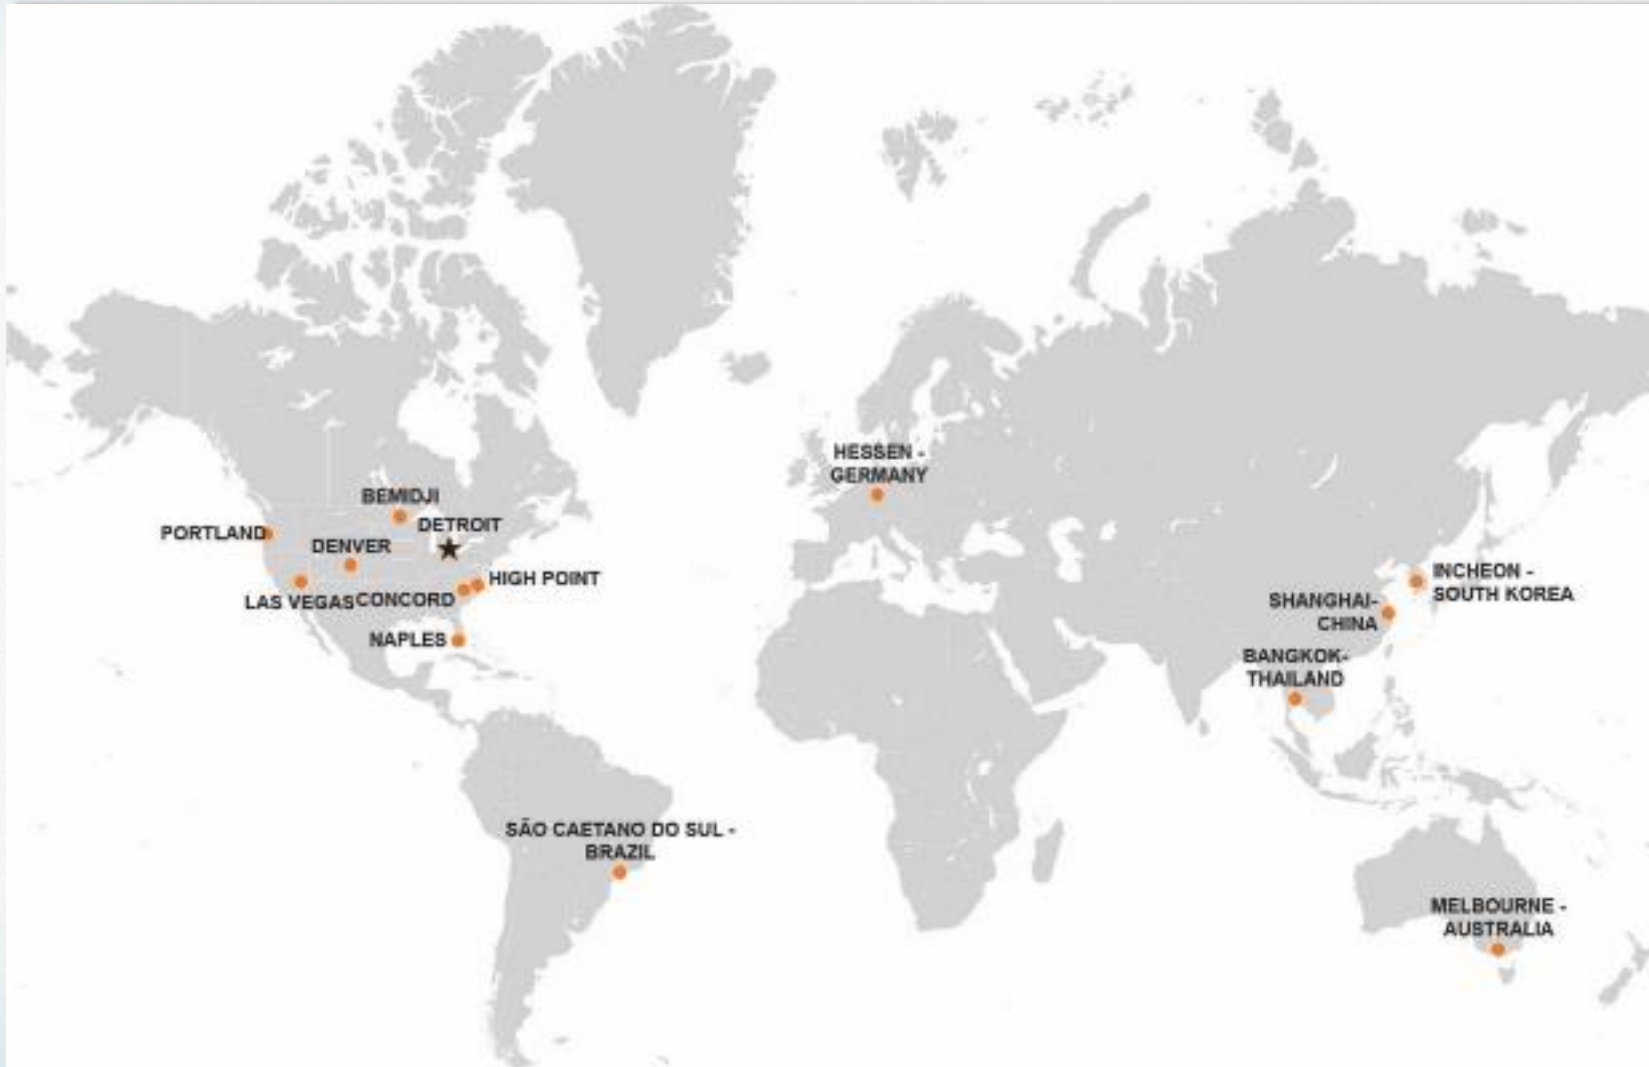 HESSEN -
GERMANY
BEMIDJI
DETROIT
PORTLAND
DENVER
HIGH POINT
LAS VEGAS
CONCORD
NAPLES
INCHEON -
SOUTH KOREA
SHANGHAI-
CHINA
BANGKOK-
THAILAND
SÃO CAETANO DO SUL -
BRAZIL
MELBOURNE -
AUSTRALIA